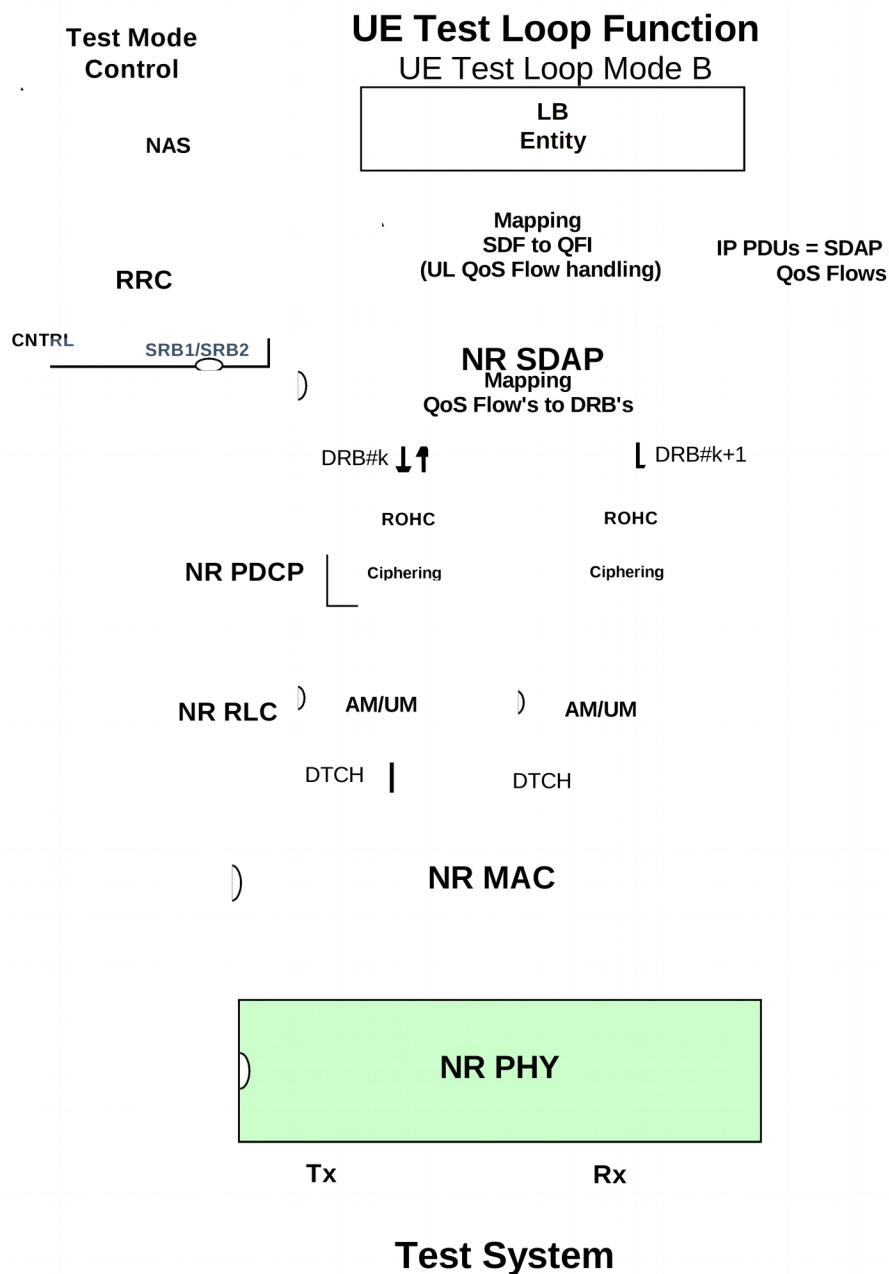 Test Mode
Control
UE Test Loop Function
UE Test Loop Mode B
LB
Entity
NAS
Mapping
SDF to QFI
(UL QoS Flow handling)
IP PDUs = SDAP
QoS Flows
RRC
CNTRL
SRB1/SRB2
NR SDAP
Mapping
QoS Flow's to DRB's
DRB#k
DRB#k+1
ROHC
ROHC
NR PDCP
Ciphering
Ciphering
NR RLC
AM/UM
AM/UM
DTCH
DTCH
NR MAC
NR PHY
Tx
Rx
Test System